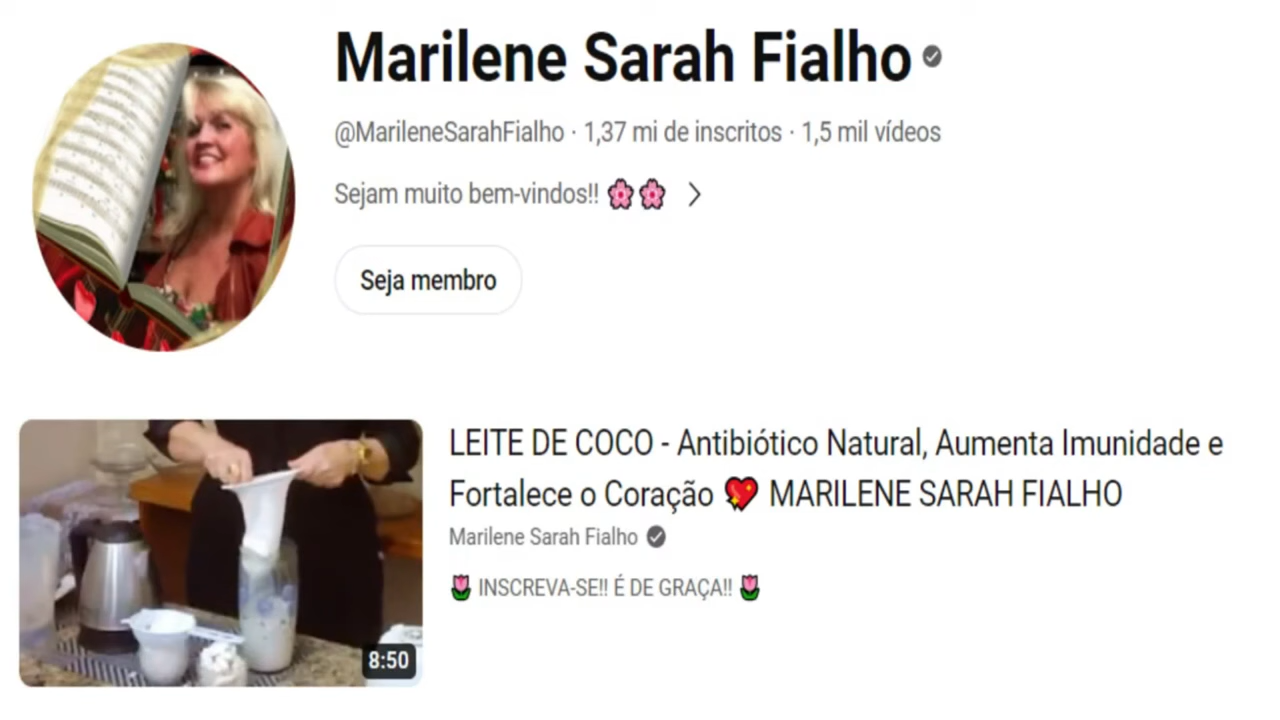 Marilene Sarah Fialho
@MarileneSarahFialho · 1,37 mi de inscritos · 1,5 mil vídeos
Sejam muito bem-vindos!! 🌸🌸 >
Seja membro
LEITE DE COCO - Antibiótico Natural, Aumenta Imunidade e
Fortalece o Coração 💖 MARILENE SARAH FIALHO
Marilene Sarah Fialho
🌷 INSCREVA-SE!! É DE GRAÇA!! 🌷
8:50